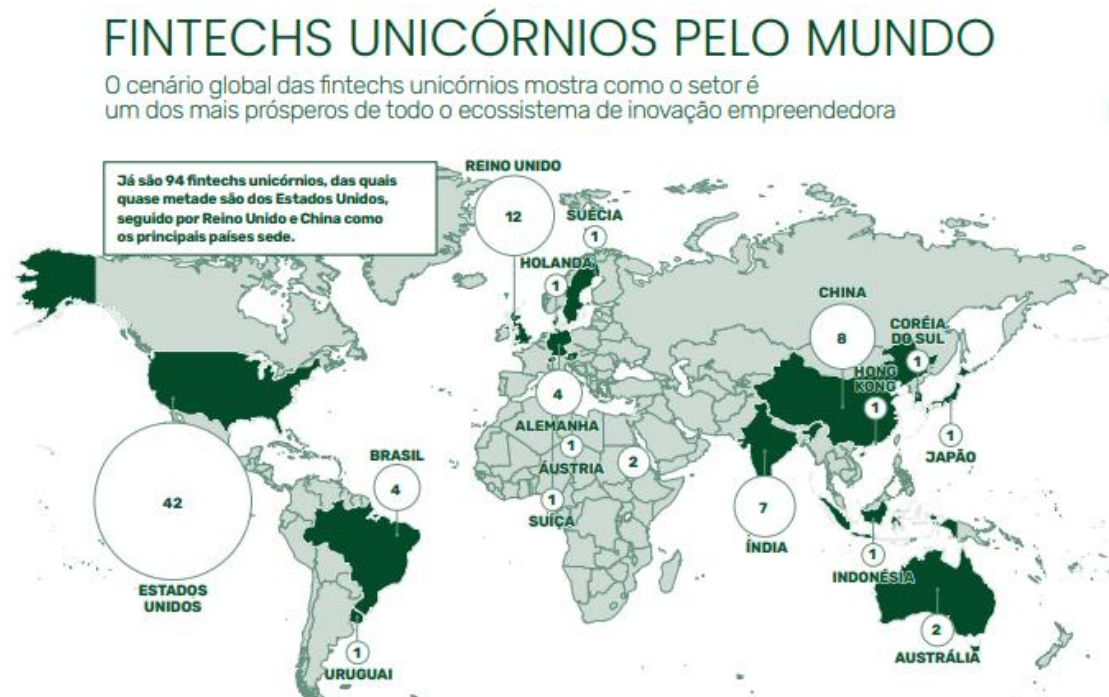 FINTECHS UNICÓRNIOS PELO MUNDO
O cenário global das fintechs unicórnios mostra como o setor é
um dos mais prósperos de todo o ecossistema de inovação empreendedora
Já são 94 fintechs unicórnios, das quais
quase metade são dos Estados Unidos,
seguido por Reino Unido e China como
os principais países sede.
REINO UNIDO
12
SUÉCIA
1
HOLANDA
1
CHINA
8
CORÉIA
DO SUL
1
HONG
KONG
1
4
ALEMANHA
1
ÁUSTRIA
2
1
SUÍÇA
1
JAPÃO
BRASIL
4
42
ESTADOS
UNIDOS
7
ÍNDIA
1
INDONÉSIA
2
AUSTRÁLIA
1
URUGUAI